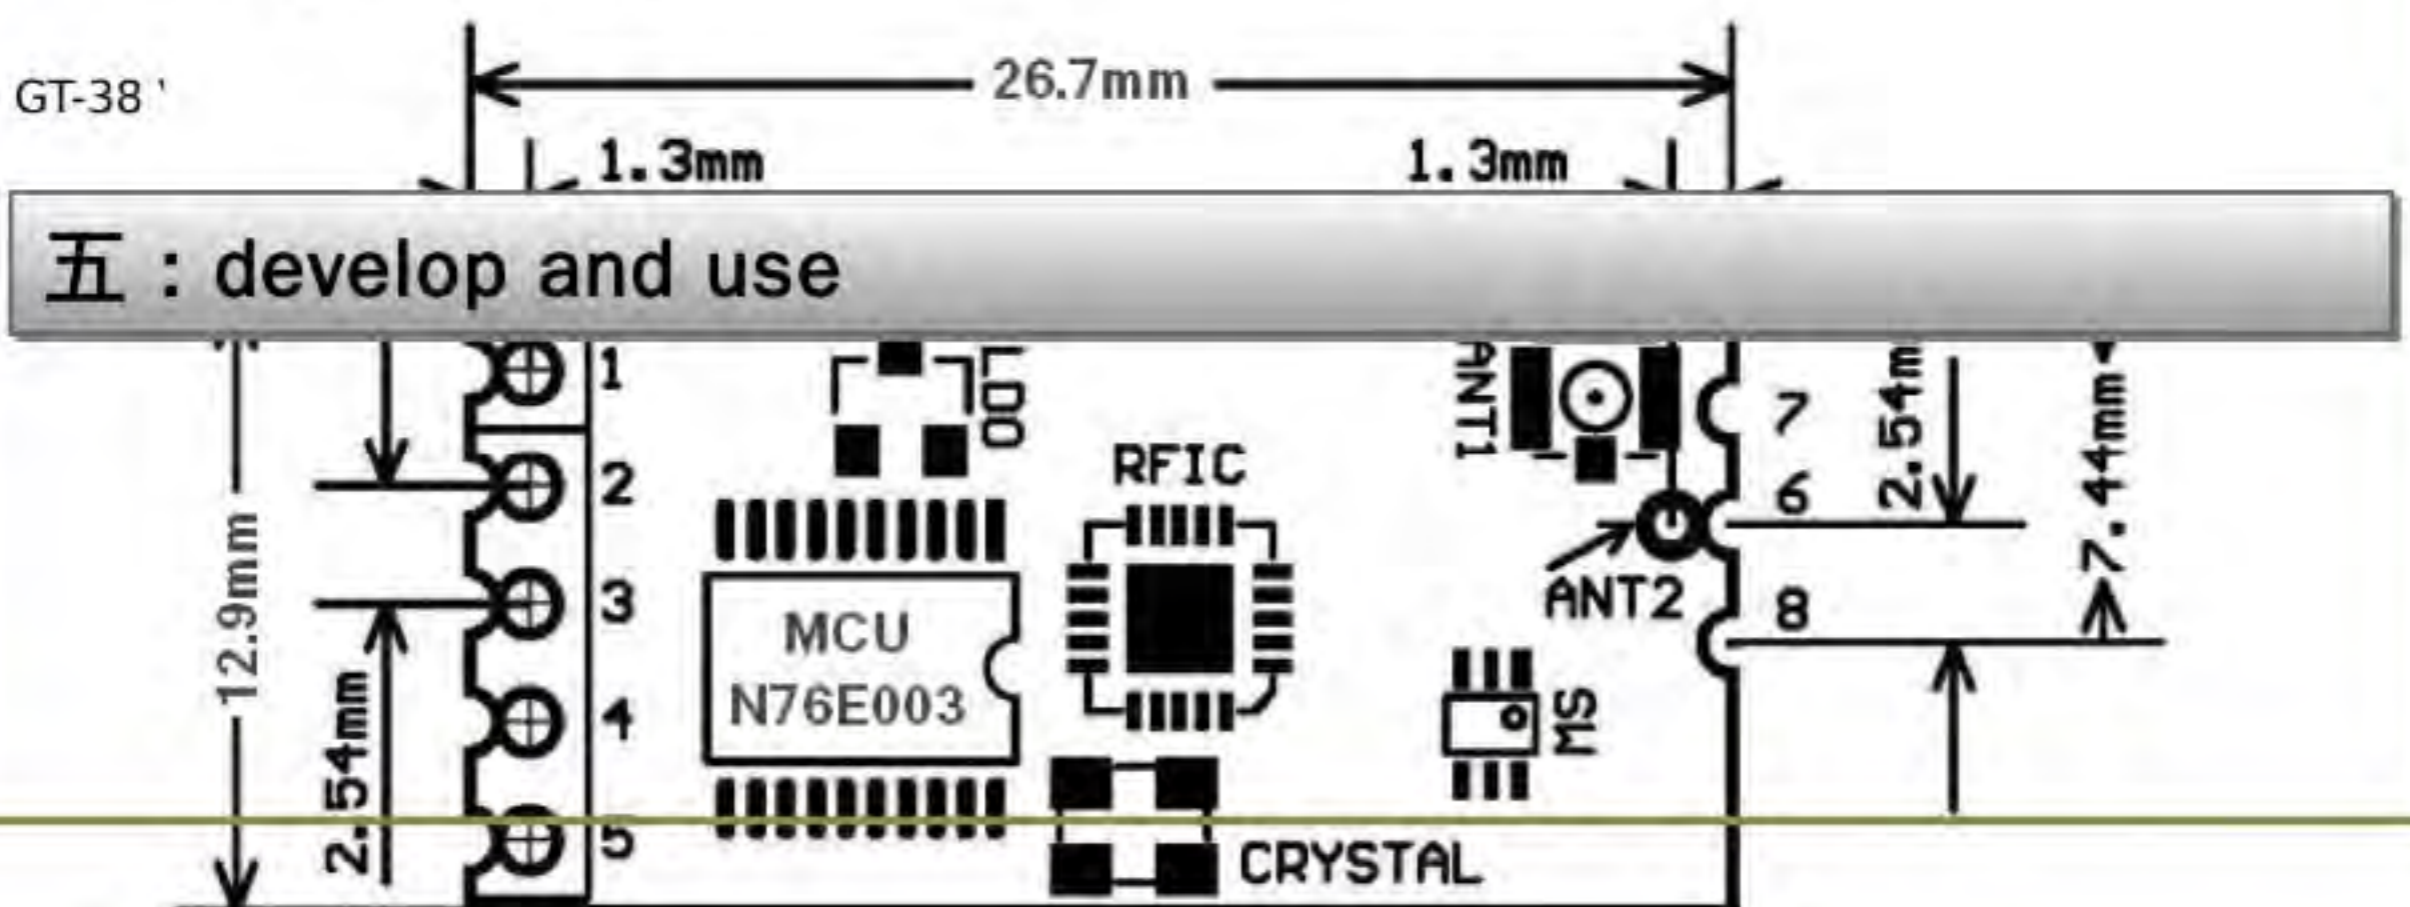 GT-38
26.7mm
1.3mm 1.3mm
五：develop and use
1
2
3
4
5
LDO
RFIC
ANT1
ANT2
MCU
N76E003
MS
CRYSTAL
7
6
8
12.9mm
2.54mm
2.54m
7.44mm